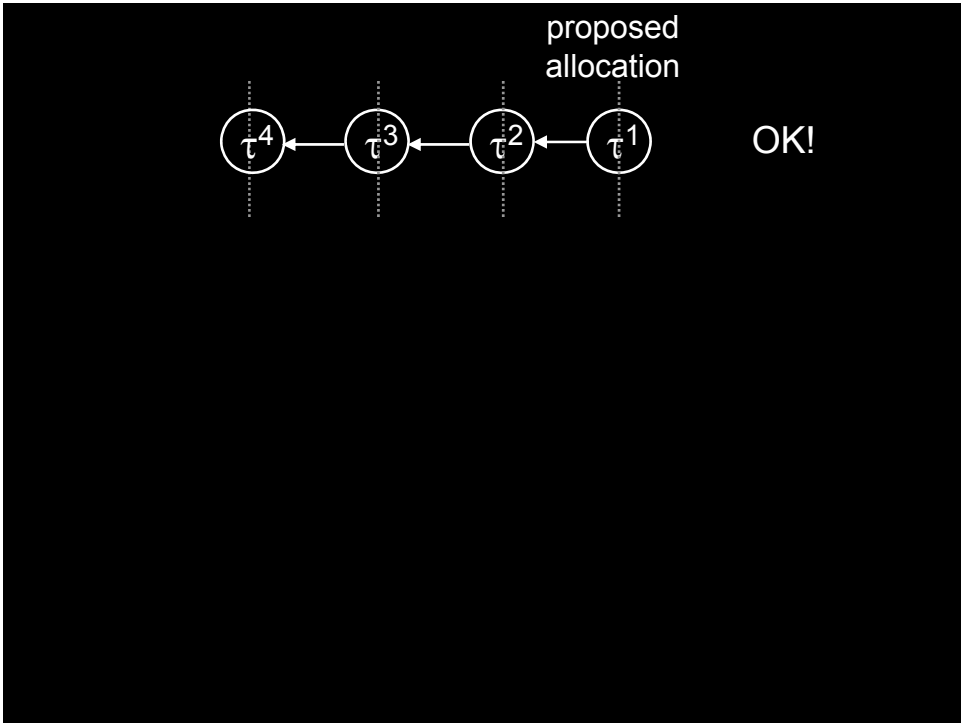 proposed
allocation
τ⁴ τ³ τ² τ¹ OK!